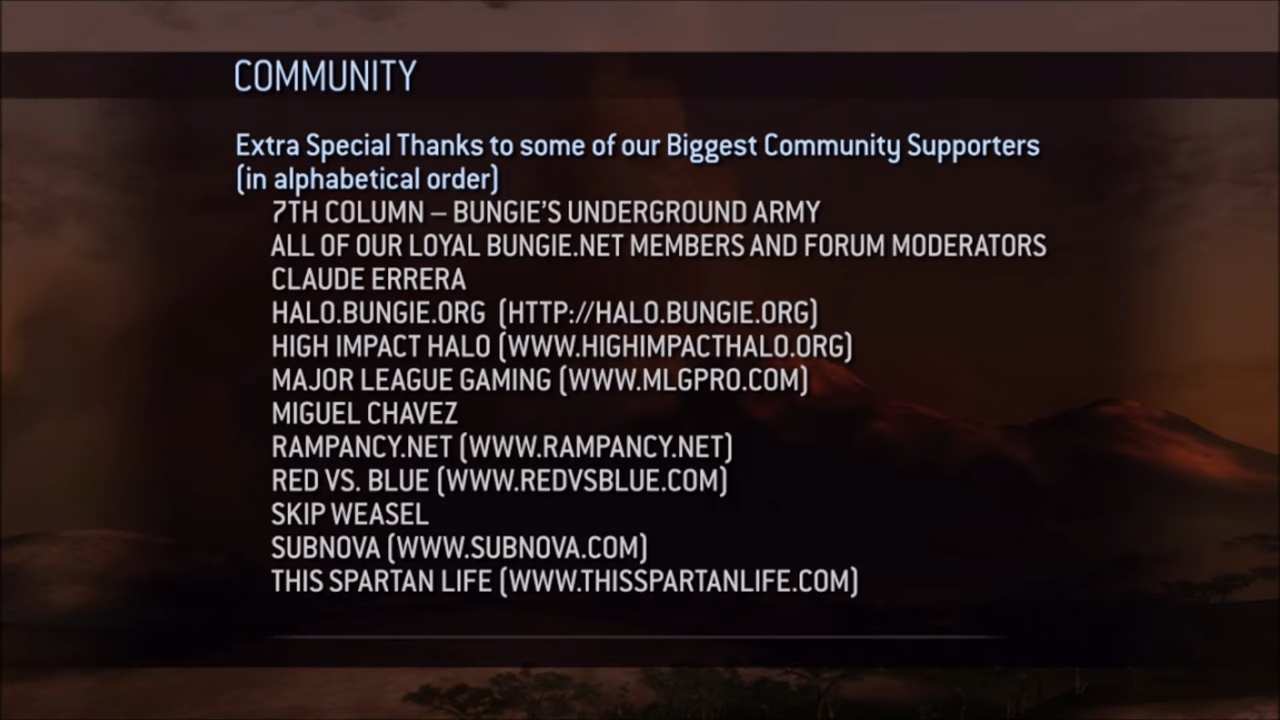 COMMUNITY
Extra Special Thanks to some of our Biggest Community Supporters
(in alphabetical order)
7TH COLUMN – BUNGIE'S UNDERGROUND ARMY
ALL OF OUR LOYAL BUNGIE.NET MEMBERS AND FORUM MODERATORS
CLAUDE ERRERA
HALO.BUNGIE.ORG (HTTP://HALO.BUNGIE.ORG)
HIGH IMPACT HALO (WWW.HIGHIMPACTHALO.ORG)
MAJOR LEAGUE GAMING (WWW.MLGPRO.COM)
MIGUEL CHAVEZ
RAMPANCY.NET (WWW.RAMPANCY.NET)
RED VS. BLUE (WWW.REDVSBLUE.COM)
SKIP WEASEL
SUBNOVA (WWW.SUBNOVA.COM)
THIS SPARTAN LIFE (WWW.THISSPARTANLIFE.COM)